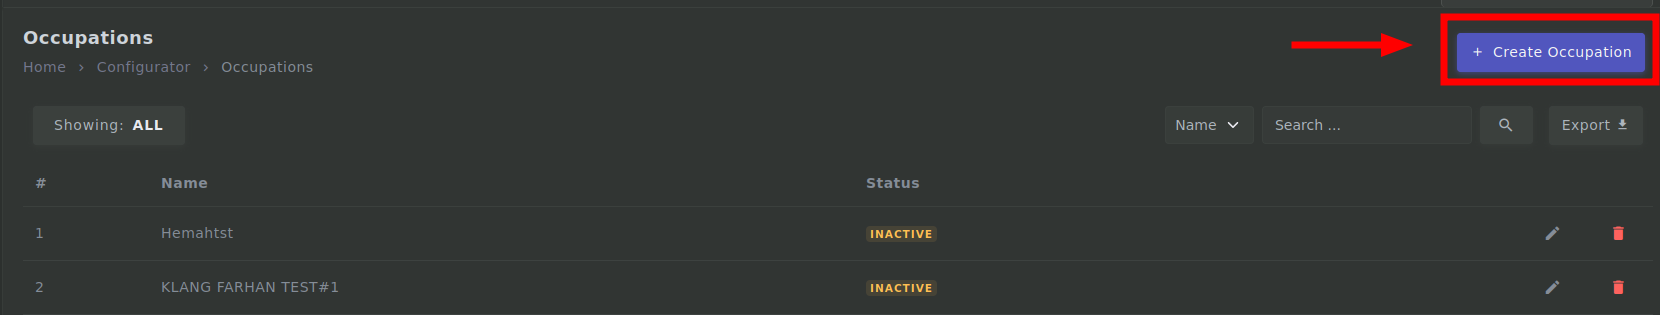 Occupations
Home > Configurator > Occupations
+ Create Occupation
Showing: ALL
Name
Search ...
Export
# Name Status
1 Hemahtst INACTIVE
2 KLANG FARHAN TEST#1 INACTIVE